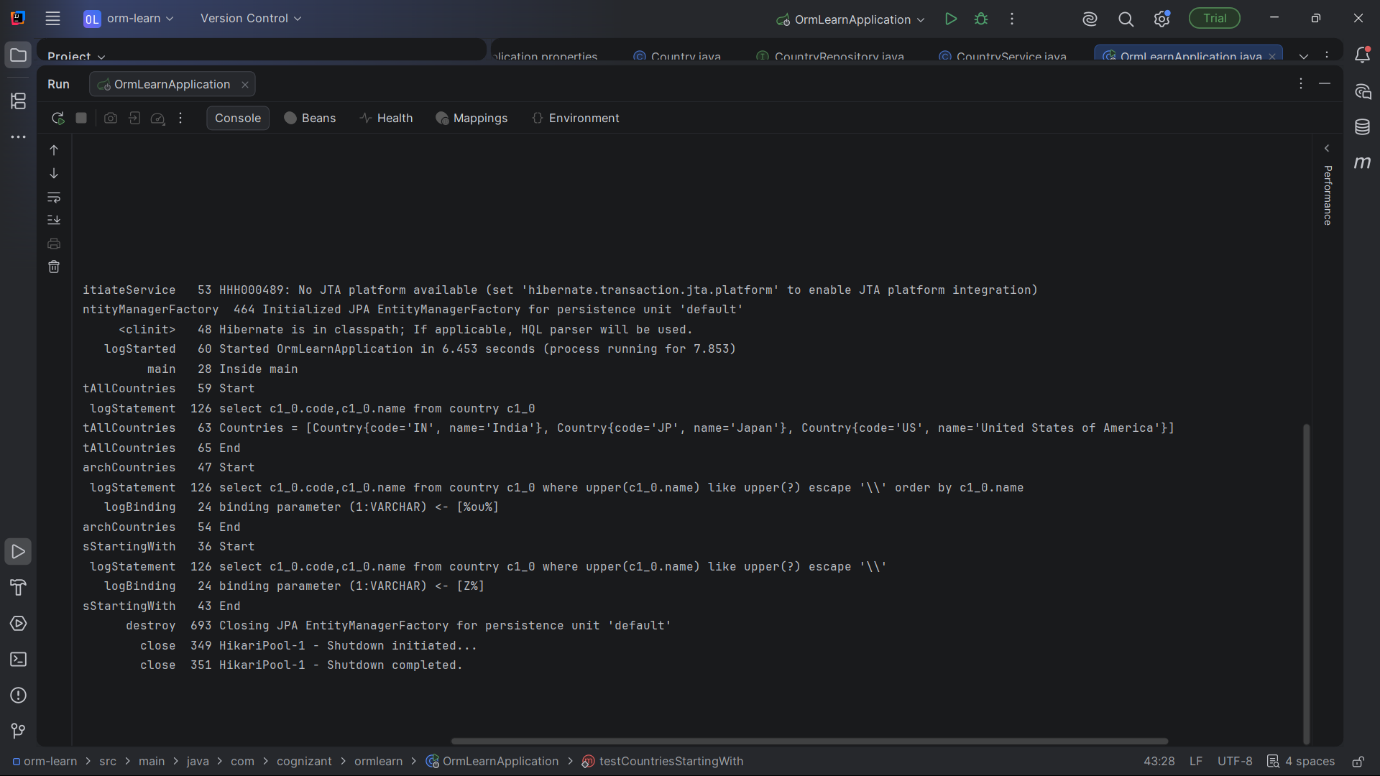 OL orm-learn Version Control OrmLearnApplication Trial
Project lication.properties Country.java CountryRepository.java CountryService.java OrmLearnApplication.java
Run OrmLearnApplication
Console Beans Health Mappings Environment
Performance
itiateService 53 HHH000489: No JTA platform available (set 'hibernate.transaction.jta.platform' to enable JTA platform integration)
ntityManagerFactory 464 Initialized JPA EntityManagerFactory for persistence unit 'default'
<clinit> 48 Hibernate is in classpath; If applicable, HQL parser will be used.
logStarted 60 Started OrmLearnApplication in 6.453 seconds (process running for 7.853)
main 28 Inside main
tAllCountries 59 Start
logStatement 126 select c1_0.code,c1_0.name from country c1_0
tAllCountries 63 Countries = [Country{code='IN', name='India'}, Country{code='JP', name='Japan'}, Country{code='US', name='United States of America'}]
tAllCountries 65 End
archCountries 47 Start
logStatement 126 select c1_0.code,c1_0.name from country c1_0 where upper(c1_0.name) like upper(?) escape '\\' order by c1_0.name
logBinding 24 binding parameter (1:VARCHAR) <- [%ou%]
archCountries 54 End
sStartingWith 36 Start
logStatement 126 select c1_0.code,c1_0.name from country c1_0 where upper(c1_0.name) like upper(?) escape '\\'
logBinding 24 binding parameter (1:VARCHAR) <- [Z%]
sStartingWith 43 End
destroy 693 Closing JPA EntityManagerFactory for persistence unit 'default'
close 349 HikariPool-1 - Shutdown initiated...
close 351 HikariPool-1 - Shutdown completed.
orm-learn > src > main > java > com > cognizant > ormlearn > OrmLearnApplication > testCountriesStartingWith 43:28 LF UTF-8 4 spaces